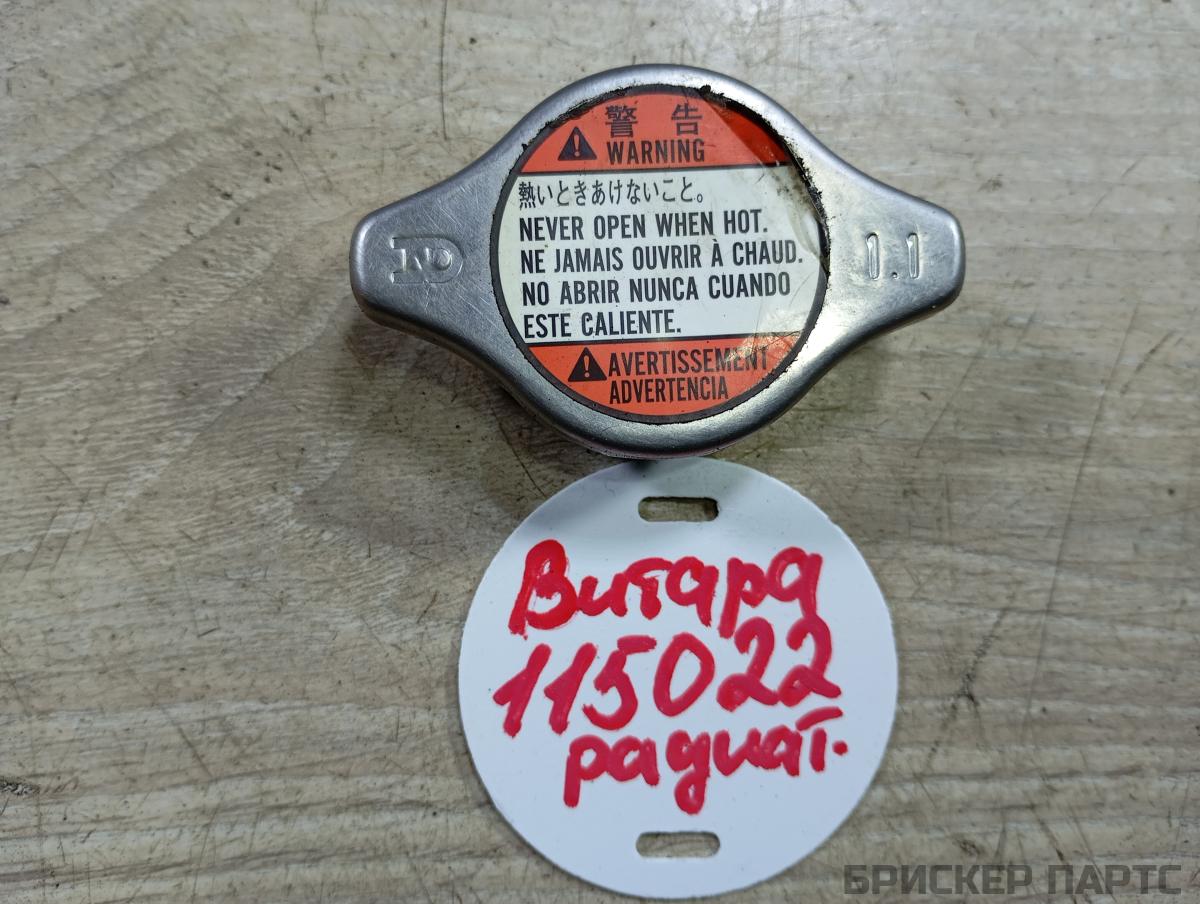 警告
WARNING
熱いときあけないこと。
NEVER OPEN WHEN HOT.
NE JAMAIS OUVRIR À CHAUD.
NO ABRIR NUNCA CUANDO
ESTE CALIENTE.
AVERTISSEMENT
ADVERTENCIA
1.1
Витара
115022
радиат.
БРИСКЕР ПАРТС